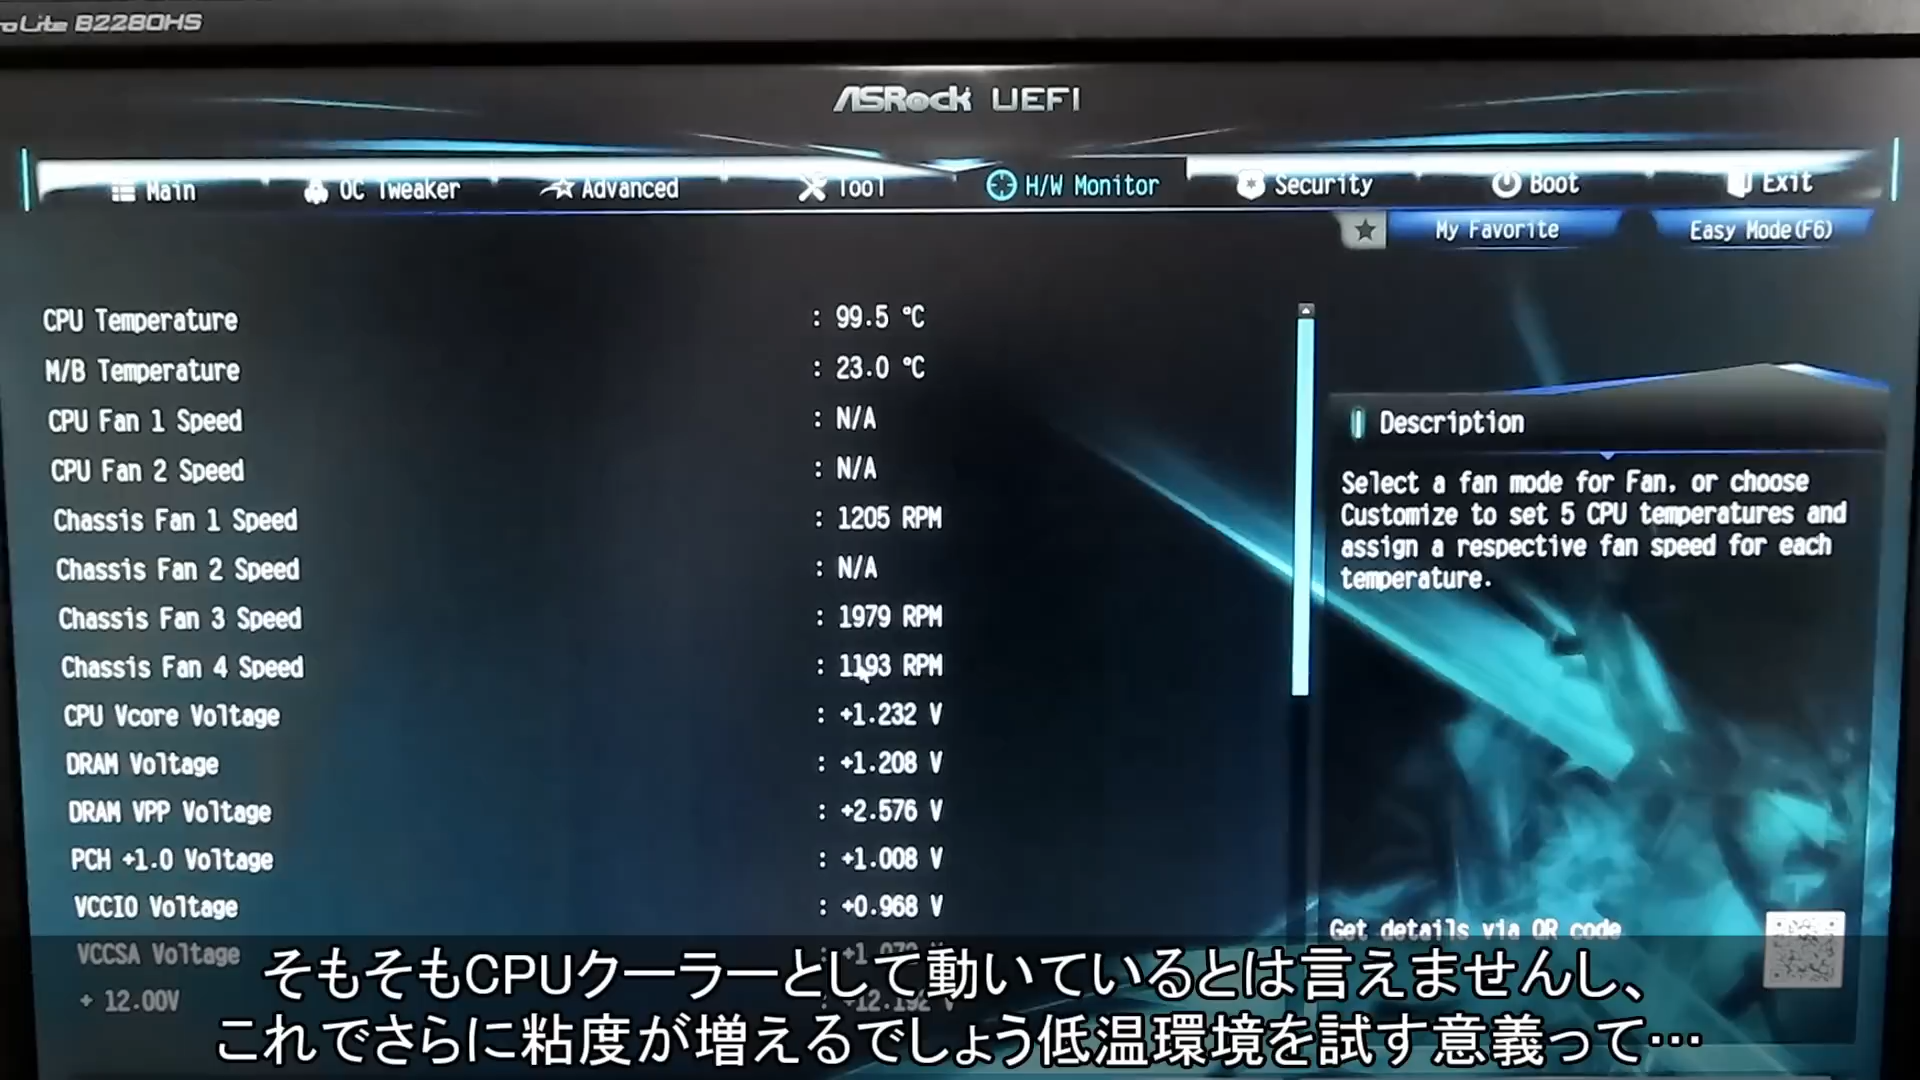 roLite B2280HS
ASRock UEFI
Main
OC Tweaker
Advanced
Tool
H/W Monitor
Security
Boot
Exit
My Favorite
Easy Mode(F6)
CPU Temperature : 99.5 °C
M/B Temperature : 23.0 °C
CPU Fan 1 Speed : N/A
CPU Fan 2 Speed : N/A
Chassis Fan 1 Speed : 1205 RPM
Chassis Fan 2 Speed : N/A
Chassis Fan 3 Speed : 1979 RPM
Chassis Fan 4 Speed : 1193 RPM
CPU Vcore Voltage : +1.232 V
DRAM Voltage : +1.208 V
DRAM VPP Voltage : +2.576 V
PCH +1.0 Voltage : +1.008 V
VCCIO Voltage : +0.968 V
VCCSA Voltage : +1.072 V
+ 12.00V : +12.192 V
Description
Select a fan mode for Fan, or choose
Customize to set 5 CPU temperatures and
assign a respective fan speed for each
temperature.
Get details via QR code
そもそもCPUクーラーとして動いているとは言えませんし、
これでさらに粘度が増えるでしょう低温環境を試す意義って…